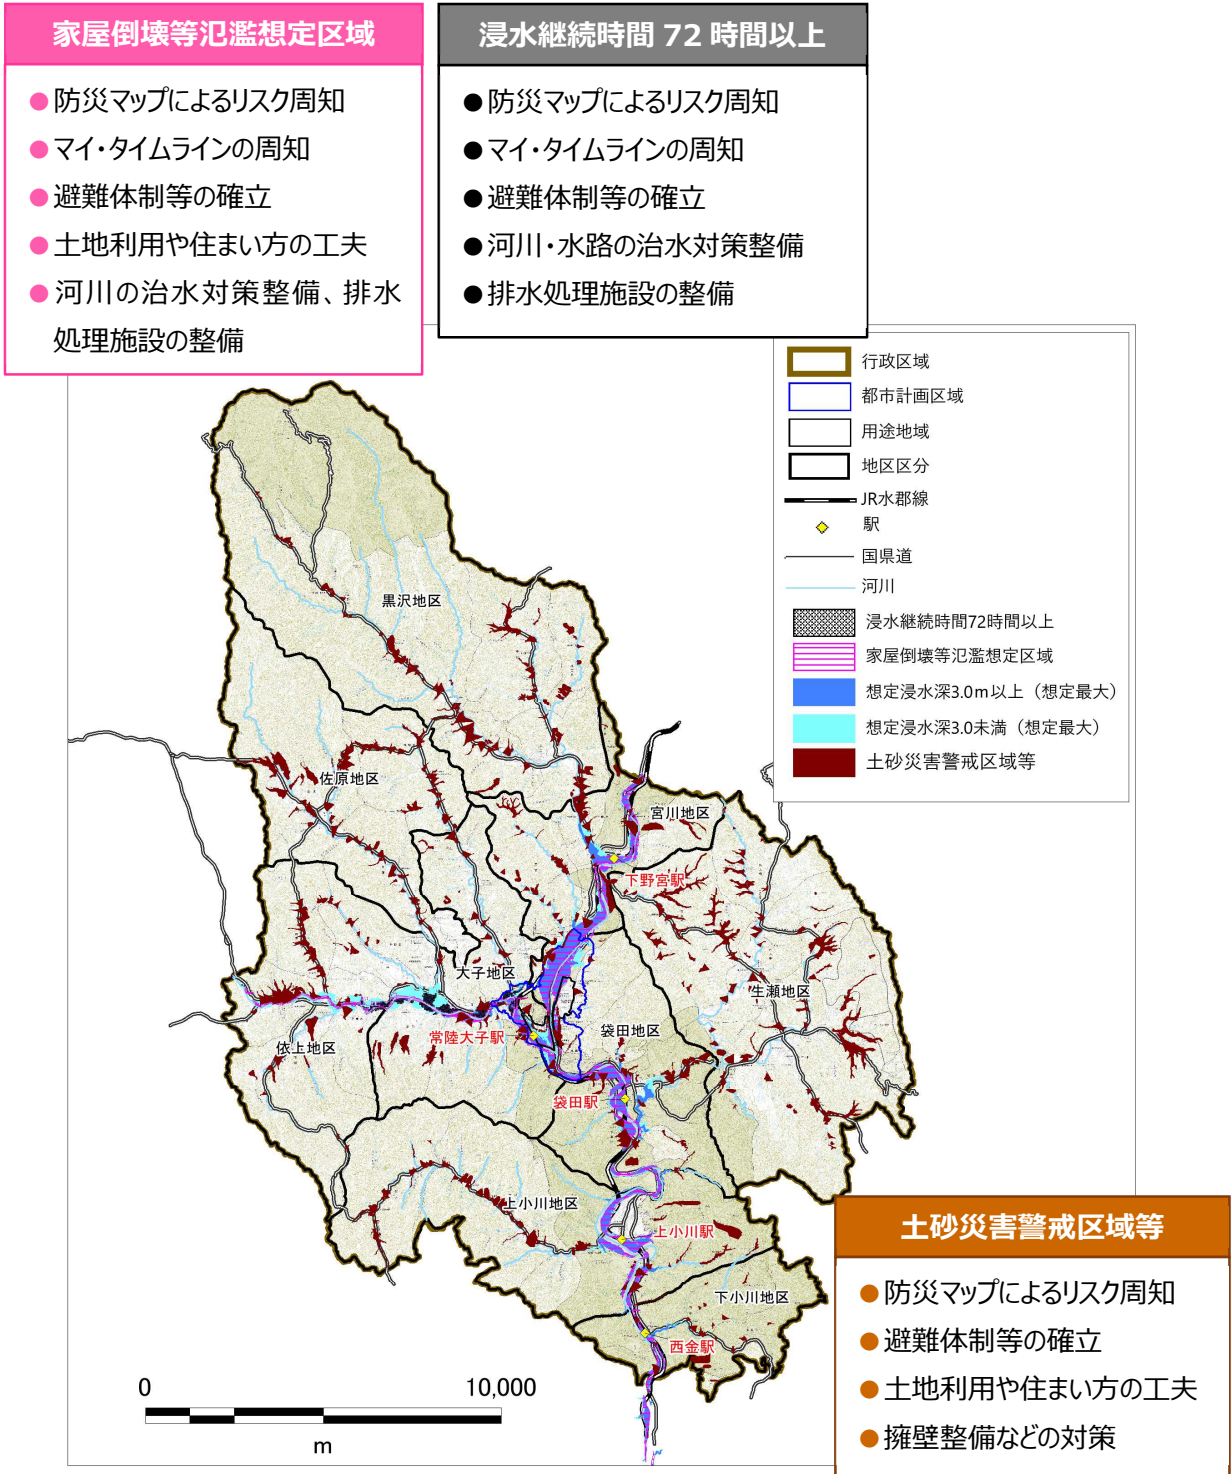 家屋倒壊等氾濫想定区域
●防災マップによるリスク周知
●マイ・タイムラインの周知
●避難体制等の確立
●土地利用や住まい方の工夫
●河川の治水対策整備、排水
処理施設の整備
浸水継続時間 72 時間以上
●防災マップによるリスク周知
●マイ・タイムラインの周知
●避難体制等の確立
●河川・水路の治水対策整備
●排水処理施設の整備
行政区域
都市計画区域
用途地域
地区区分
JR水郡線
駅
国県道
河川
浸水継続時間72時間以上
家屋倒壊等氾濫想定区域
想定浸水深3.0m以上（想定最大）
想定浸水深3.0未満（想定最大）
土砂災害警戒区域等
黒沢地区
佐原地区
宮川地区
下野宮駅
大子地区
生瀬地区
袋田地区
常陸大子駅
依上地区
袋田駅
上小川地区
上小川駅
下小川地区
西金駅
0
10,000
m
土砂災害警戒区域等
●防災マップによるリスク周知
●避難体制等の確立
●土地利用や住まい方の工夫
●擁壁整備などの対策